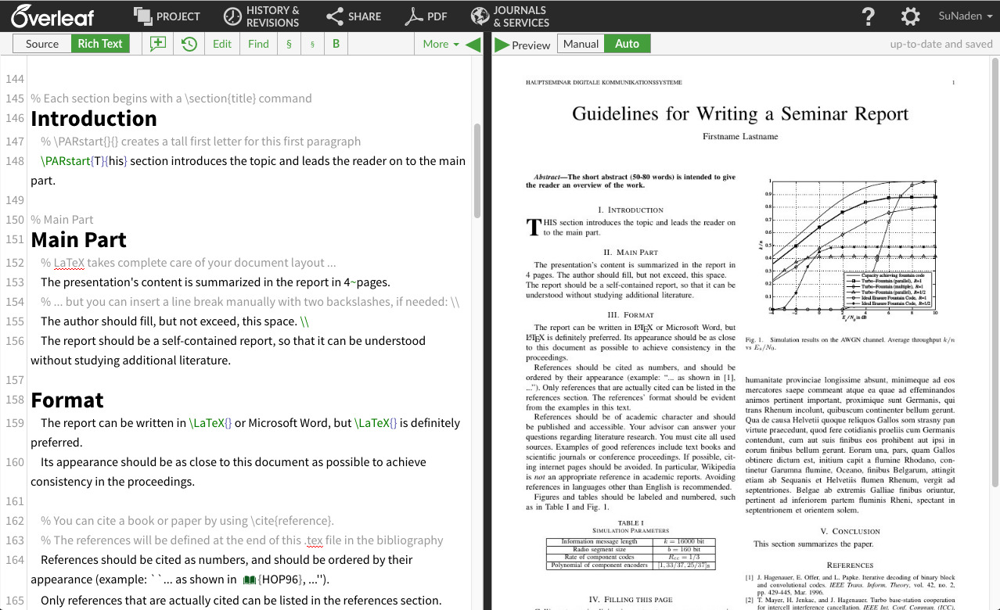 Overleaf PROJECT HISTORY & REVISIONS SHARE PDF JOURNALS & SERVICES ? SuNaden
Source Rich Text Edit Find § § B More Preview Manual Auto up-to-date and saved
144
145 % Each section begins with a \section{title} command
146 Introduction
147 % \PARstart{}{} creates a tall first letter for this first paragraph
148 \PARstart{T}{his} section introduces the topic and leads the reader on to the main
part.
149
150 % Main Part
151 Main Part
152 % LaTeX takes complete care of your document layout ...
153 The presentation's content is summarized in the report in 4~pages.
154 % ... but you can insert a line break manually with two backslashes, if needed: \\
155 The author should fill, but not exceed, this space. \\
156 The report should be a self-contained report, so that it can be understood
without studying additional literature.
157
158 Format
159 The report can be written in \LaTeX{} or Microsoft Word, but \LaTeX{} is definitely
preferred.
160 Its appearance should be as close to this document as possible to achieve
consistency in the proceedings.
161
162 % You can cite a book or paper by using \cite{reference}.
163 % The references will be defined at the end of this .tex file in the bibliography
164 References should be cited as numbers, and should be ordered by their
appearance (example: ``... as shown in {HOP96}, ...'').
165 Only references that are actually cited can be listed in the references section.
HAUPTSEMINAR DIGITALE KOMMUNIKATIONSSYSTEME 1
Guidelines for Writing a Seminar Report
Firstname Lastname
Abstract—The short abstract (50-80 words) is intended to give
the reader an overview of the work.
I. INTRODUCTION
THIS section introduces the topic and leads the reader on
to the main part.
II. MAIN PART
The presentation's content is summarized in the report in
4 pages. The author should fill, but not exceed, this space.
The report should be a self-contained report, so that it can be
understood without studying additional literature.
III. FORMAT
The report can be written in LATEX or Microsoft Word, but
LATEX is definitely preferred. Its appearance should be as close
to this document as possible to achieve consistency in the
proceedings.
References should be cited as numbers, and should be
ordered by their appearance (example: “... as shown in [1],
...”). Only references that are actually cited can be listed in the
references section. The references' format should be evident
from the examples in this text.
References should be of academic character and should
be published and accessible. Your advisor can answer your
questions regarding literature research. You must cite all used
sources. Examples of good references include text books and
scientific journals or conference proceedings. If possible, cit-
ing internet pages should be avoided. In particular, Wikipedia
is not an appropriate reference in academic reports. Avoiding
references in languages other than English is recommended.
Figures and tables should be labeled and numbered, such
as in Table I and Fig. 1.
TABLE I
SIMULATION PARAMETERS
Information message length k = 16000 bit
Radio segment size b = 160 bit
Rate of component codes Rcc = 1/3
Polynomial of component encoders [1, 33/37, 25/37]8
IV. FILLING THIS PAGE
1
0.9
0.8
0.7
0.6
0.5
0.4
0.3
0.2
0.1
0
k / n
Capacity achieving fountain code
Turbo–Fountain (parallel), R=1
Turbo–Fountain (multiple), R=1
Turbo–Fountain (parallel), R=1/2
Ideal Erasure Fountain Code, R=1
Ideal Erasure Fountain Code, R=1/2
−4 −2 0 2 4 6 8 10
Es/N0 in dB
Fig. 1. Simulation results on the AWGN channel. Average throughput k/n
vs Es/N0.
humanitate provinciae longissime absunt, minimeque ad eos
mercatores saepe commeant atque ea quae ad effeminandos
animos pertinent important, proximique sunt Germanis, qui
trans Rhenum incolunt, quibuscum continenter bellum gerunt.
Qua de causa Helvetii quoque reliquos Gallos som strasny pan
virtute praecedunt, quod fere cotidianis proeliis cum Germanis
contendunt, cum aut suis finibus eos prohibent aut ipsi in
eorum finibus bellum gerunt. Eorum una, pars, quam Gallos
obtinere dictum est, initium capit a flumine Rhodano, con-
tinetur Garumna flumine, Oceano, finibus Belgarum, attingit
etiam ab Sequanis et Helvetiis flumen Rhenum, vergit ad
septentriones. Belgae ab extremis Galliae finibus oriuntur,
pertinent ad inferiorem partem fluminis Rheni, spectant in
septentrionem et orientem solem.
V. CONCLUSION
This section summarizes the paper.
REFERENCES
[1] J. Hagenauer, E. Offer, and L. Papke. Iterative decoding of binary block
and convolutional codes. IEEE Trans. Inform. Theory, vol. 42, no. 2,
pp. 429-445, Mar. 1996.
[2] T. Mayer, H. Jenkac, and J. Hagenauer. Turbo base-station cooperation
for intercell interference cancellation. IEEE Int. Conf. Commun. (ICC),